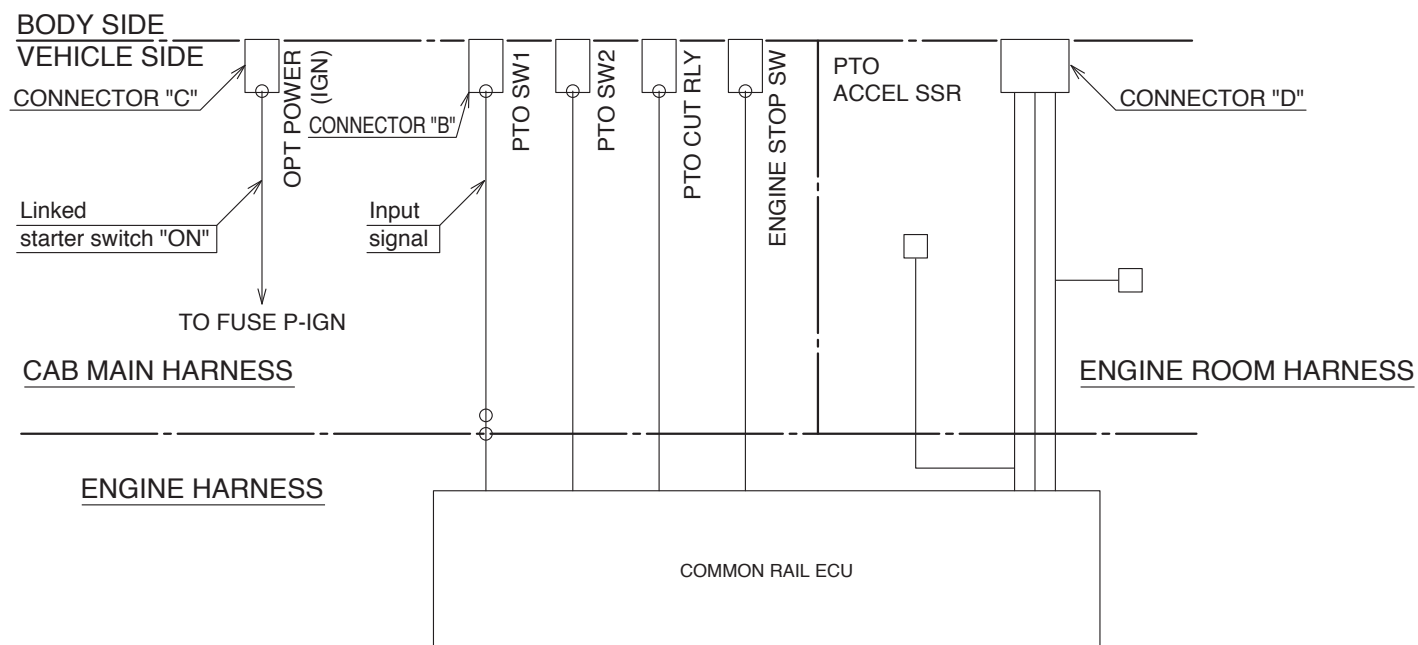 BODY SIDE
VEHICLE SIDE
CONNECTOR "C"
OPT POWER
(IGN)
CONNECTOR "B"
PTO SW1
PTO SW2
PTO CUT RLY
ENGINE STOP SW
PTO
ACCEL SSR
CONNECTOR "D"
Linked
starter switch "ON"
Input
signal
TO FUSE P-IGN
CAB MAIN HARNESS
ENGINE ROOM HARNESS
ENGINE HARNESS
COMMON RAIL ECU